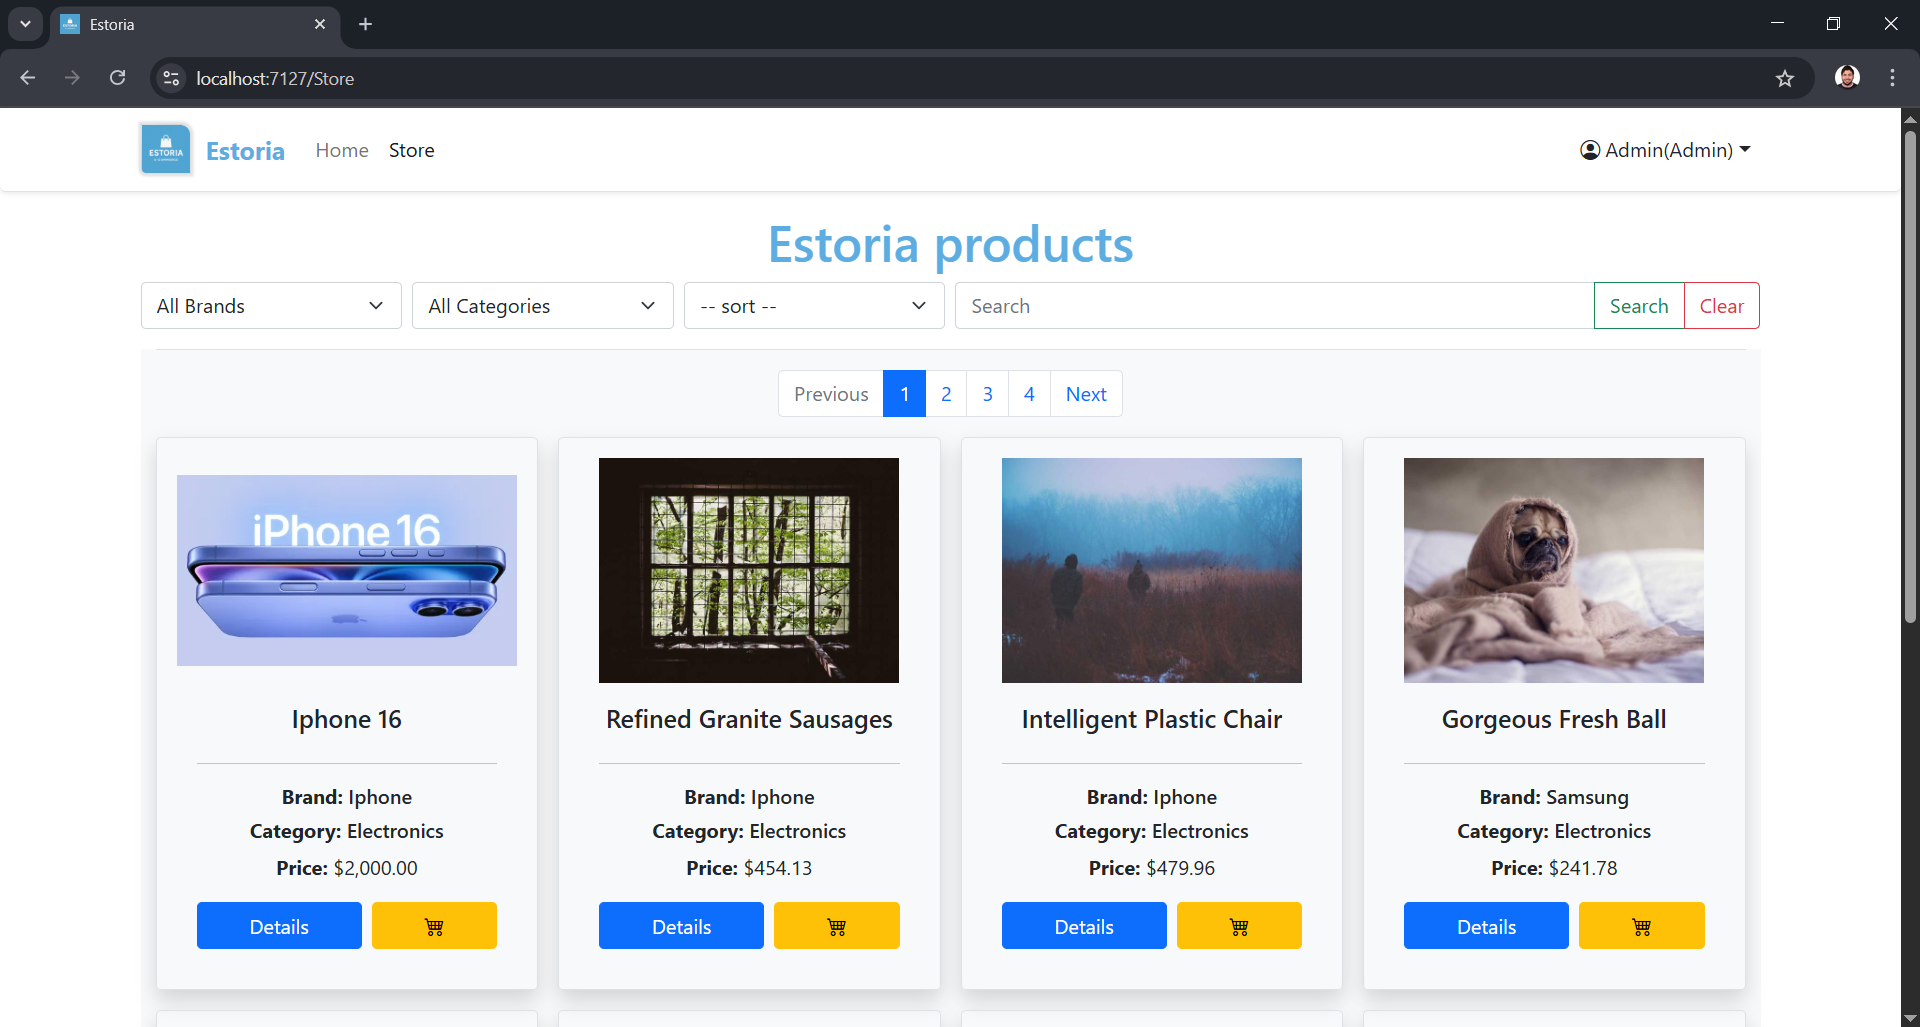 Estoria
localhost:7127/Store
ESTORIA
Estoria Home Store Admin(Admin)
Estoria products
All Brands All Categories -- sort -- Search Search Clear
Previous 1 2 3 4 Next
iPhone 16
Iphone 16 Refined Granite Sausages Intelligent Plastic Chair Gorgeous Fresh Ball
Brand: Iphone Brand: Iphone Brand: Iphone Brand: Samsung
Category: Electronics Category: Electronics Category: Electronics Category: Electronics
Price: $2,000.00 Price: $454.13 Price: $479.96 Price: $241.78
Details Details Details Details